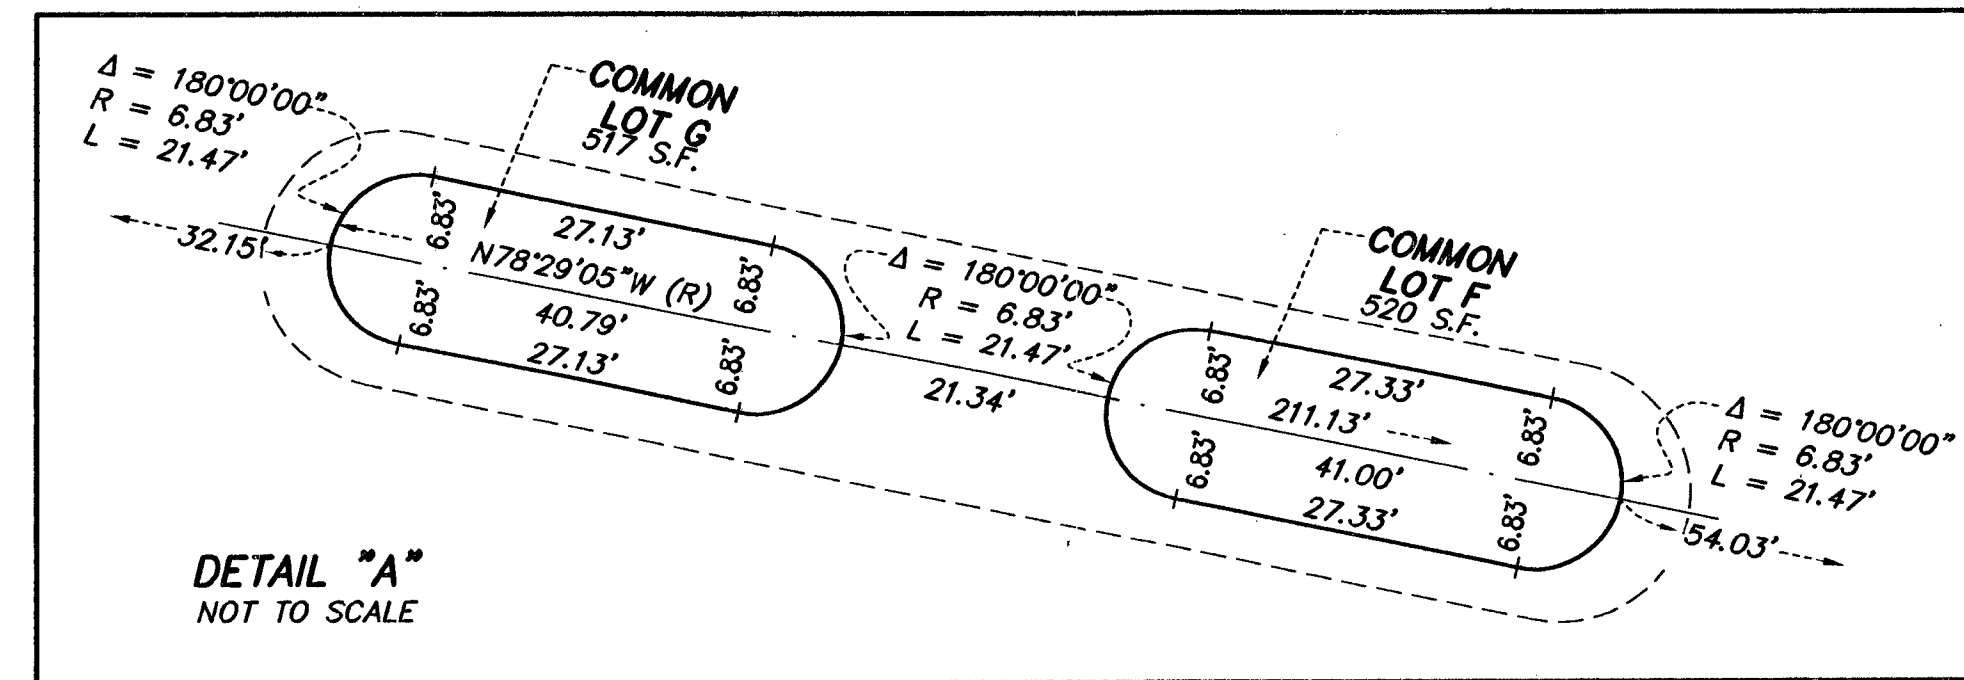 Δ = 180°00'00"
R = 6.83'
L = 21.47'
COMMON
LOT G
517 S.F.
32.15'
6.83'
27.13'
6.83'
N78°29'05"W (R)
6.83'
40.79'
6.83'
27.13'
Δ = 180°00'00"
R = 6.83'
L = 21.47'
21.34'
COMMON
LOT F
520 S.F.
6.83'
27.33'
6.83'
211.13'
6.83'
41.00'
6.83'
27.33'
Δ = 180°00'00"
R = 6.83'
L = 21.47'
54.03'
DETAIL "A"
NOT TO SCALE